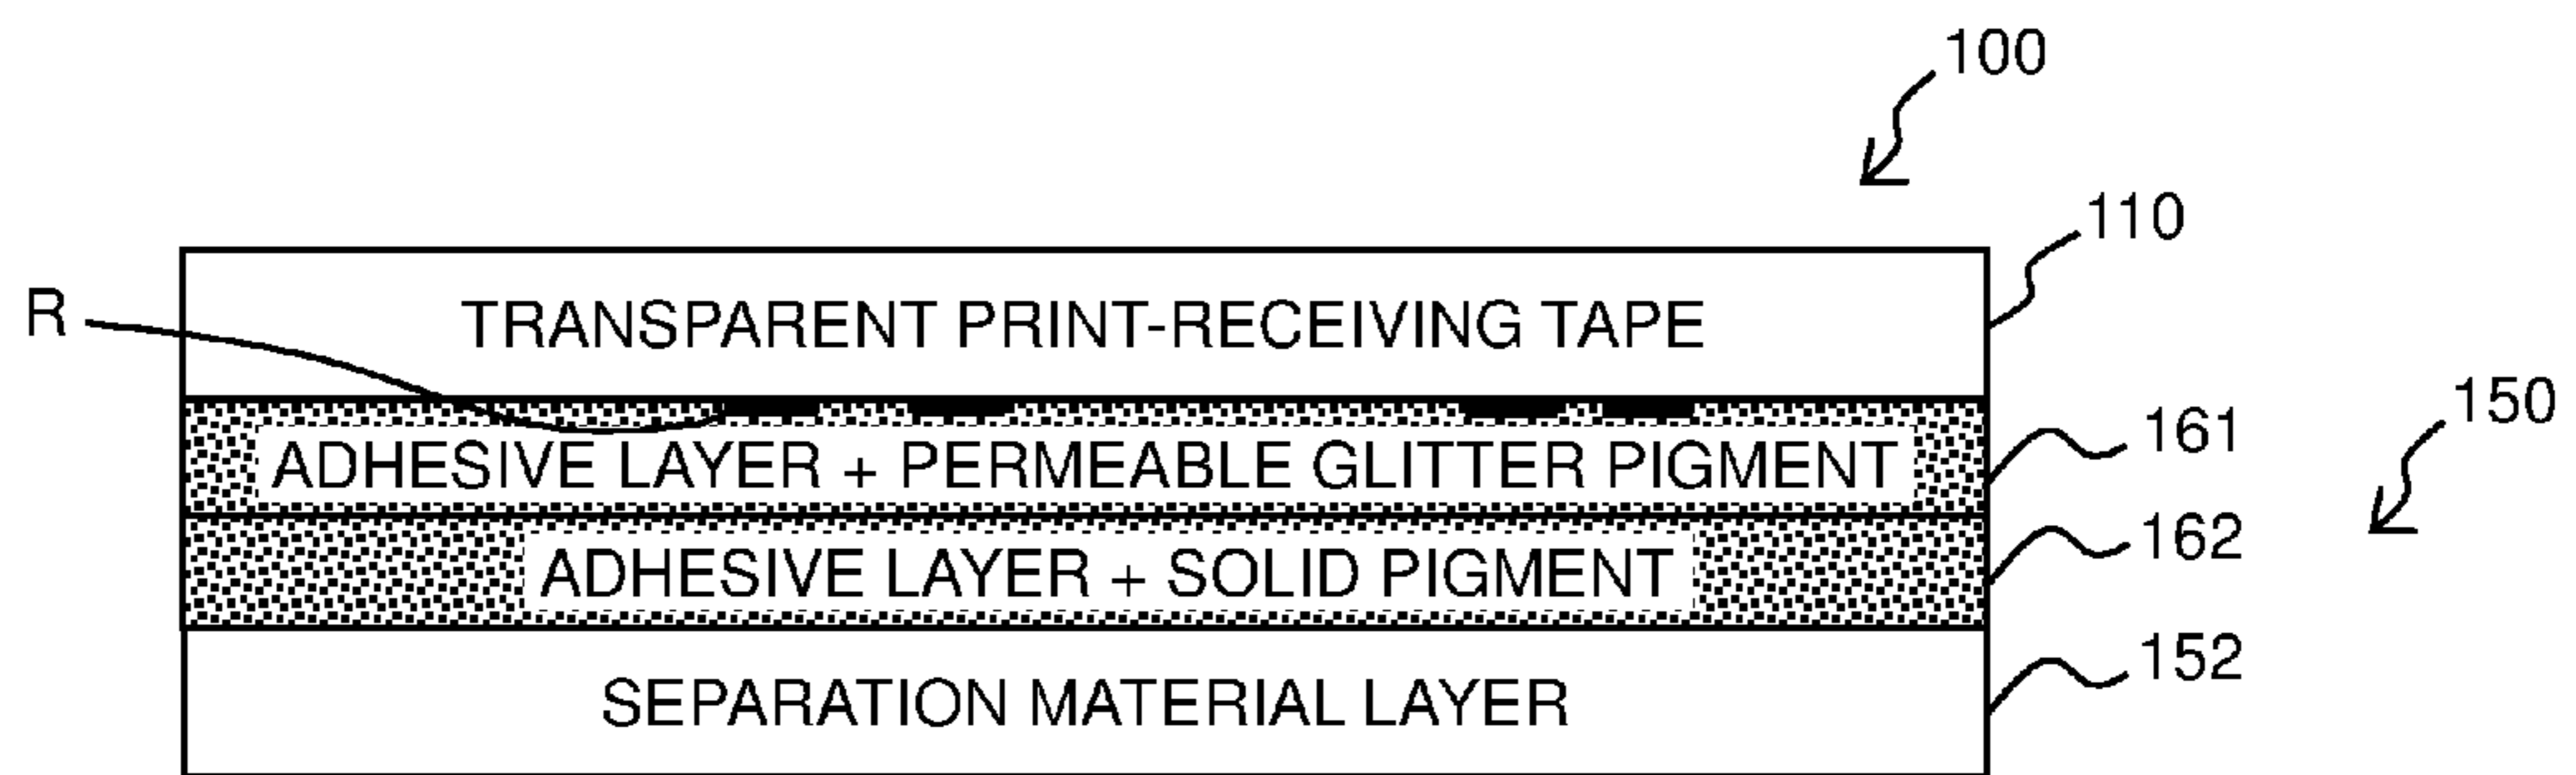 100
110
R
TRANSPARENT PRINT-RECEIVING TAPE
150
161
ADHESIVE LAYER + PERMEABLE GLITTER PIGMENT
162
ADHESIVE LAYER + SOLID PIGMENT
152
SEPARATION MATERIAL LAYER